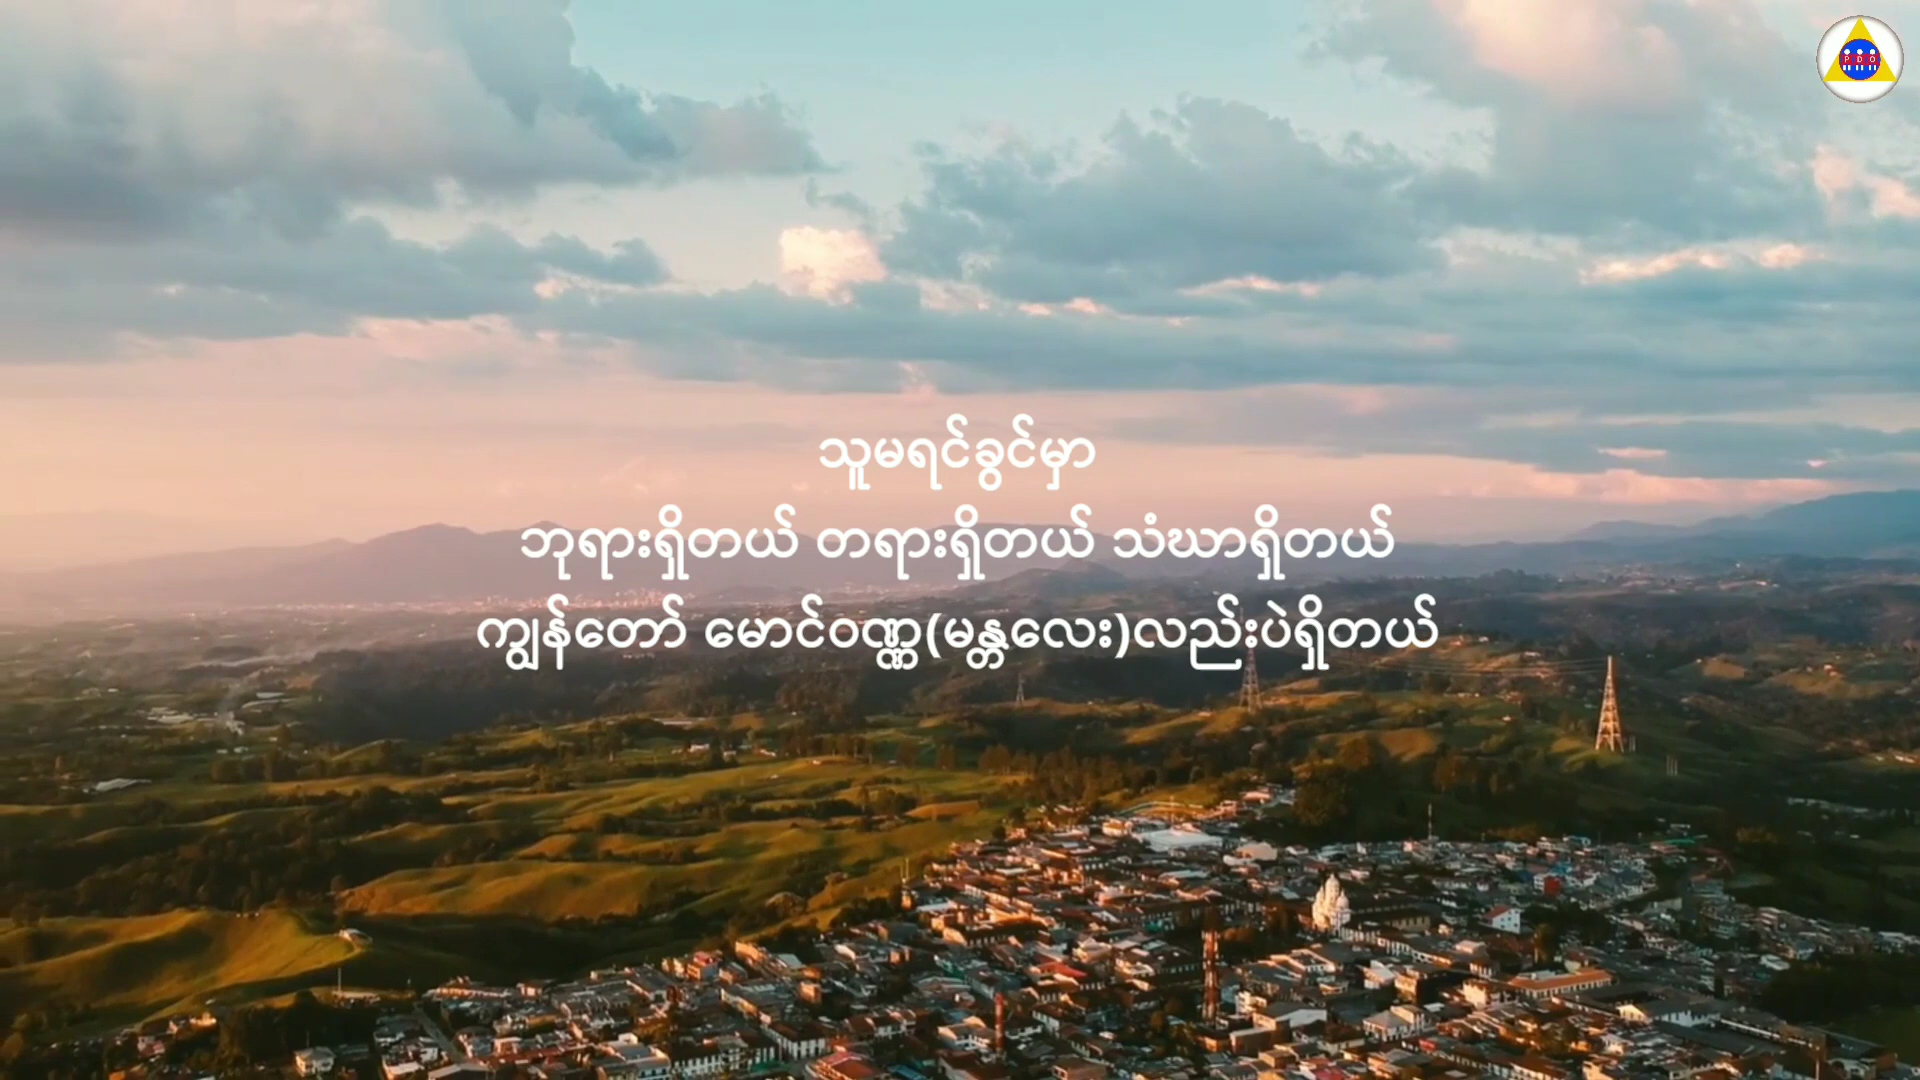 PDO
သူမရင်ခွင်မှာ
ဘုရားရှိတယ် တရားရှိတယ် သံဃာရှိတယ်
ကျွန်တော် မောင်ဝဏ္ဏ(မန္တလေး)လည်းပဲရှိတယ်